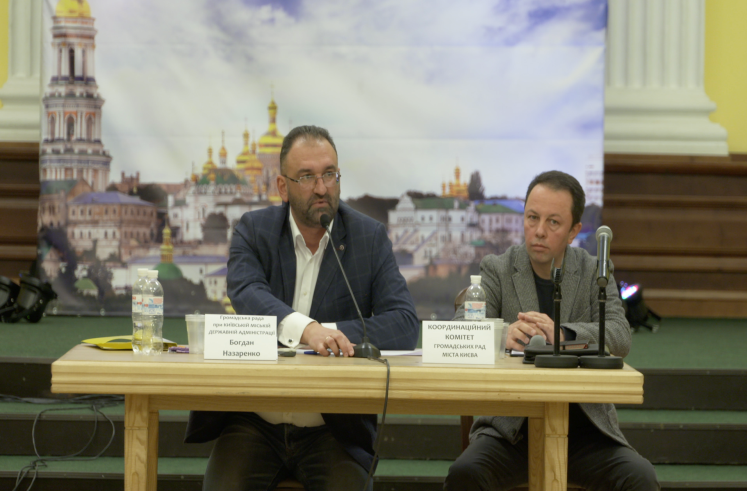 Громадська рада
при КИЇВСЬКІЙ МІСЬКІЙ
ДЕРЖАВНІЙ АДМІНІСТРАЦІЇ
Богдан
Назаренко
КООРДИНАЦІЙНИЙ
КОМІТЕТ
ГРОМАДСЬКИХ РАД
МІСТА КИЄВА